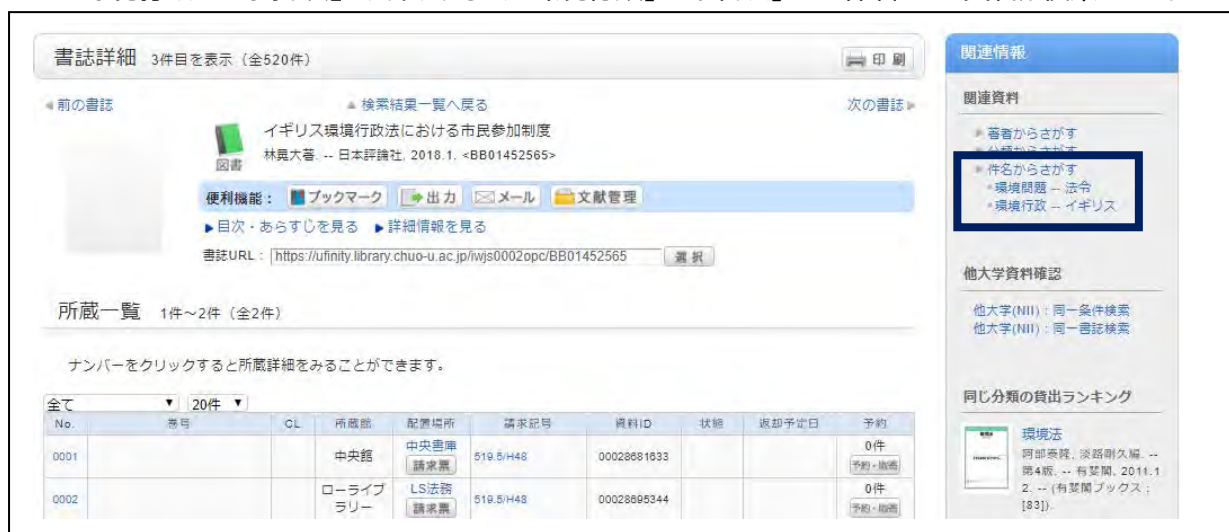 書誌詳細 3件目を表示（全520件）
印刷
前の書誌
検索結果一覧へ戻る
次の書誌
図書
イギリス環境行政法における市民参加制度
林晃大著. -- 日本評論社, 2018.1. <BB01452565>
便利機能： ブックマーク 出力 メール 文献管理
目次・あらすじを見る 詳細情報を見る
書誌URL： https://ufinity.library.chuo-u.ac.jp/iwjs0002opc/BB01452565 選択
所蔵一覧 1件～2件（全2件）
ナンバーをクリックすると所蔵詳細をみることができます。
全て 20件
No. 巻号 CL 所蔵館 配置場所 請求記号 資料ID 状態 返却予定日 予約
0001 中央館 中央書庫 請求票 519.5/H48 00028681633 0件 予約・取寄
0002 ローライブラリー LS法務 請求票 519.5/H48 00028695344 0件 予約・取寄
関連情報
関連資料
著者からさがす
分類からさがす
件名からさがす
環境問題 -- 法令
環境行政 -- イギリス
他大学資料確認
他大学(NII)：同一条件検索
他大学(NII)：同一書誌検索
同じ分類の貸出ランキング
環境法
阿部泰隆, 淡路剛久編. --
第4版. -- 有斐閣, 2011.1
2. -- (有斐閣ブックス ;
[83]).